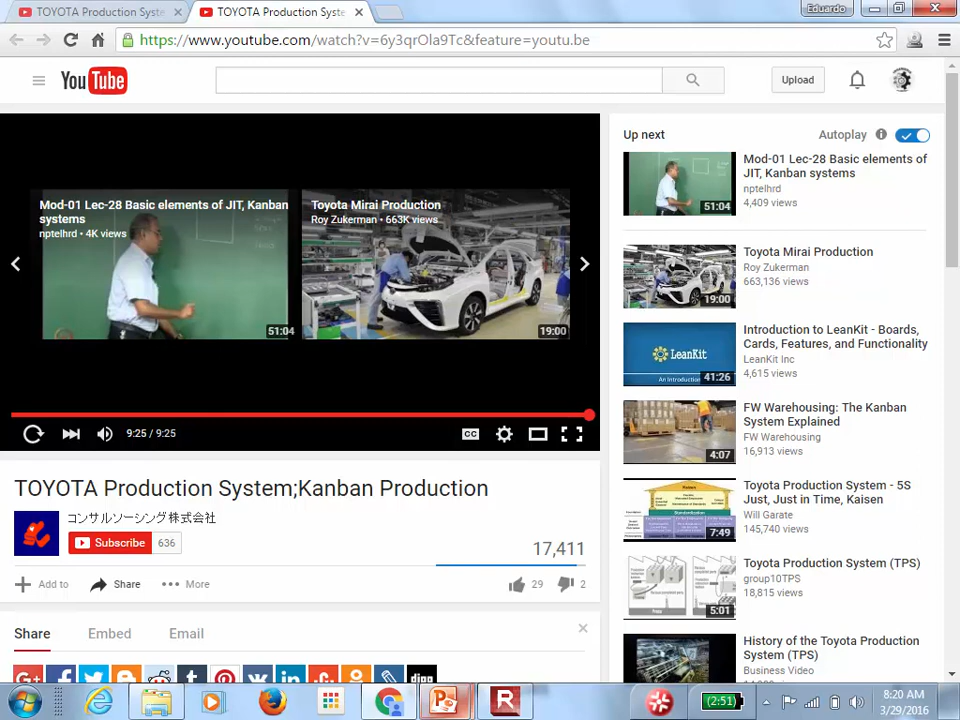 TOYOTA Production Syste
TOYOTA Production Syste
Eduardo
https://www.youtube.com/watch?v=6y3qrOla9Tc&feature=youtu.be
YouTube
Upload
Mod-01 Lec-28 Basic elements of JIT, Kanban
systems
nptelhrd • 4K views
51:04
Toyota Mirai Production
Roy Zukerman • 663K views
19:00
9:25 / 9:25
CC
TOYOTA Production System;Kanban Production
コンサルソーシング株式会社
Subscribe 636
17,411
Add to Share More
29 2
Share Embed Email
G+
digg
Up next
Autoplay
Mod-01 Lec-28 Basic elements of
JIT, Kanban systems
nptelhrd
4,409 views
51:04
Toyota Mirai Production
Roy Zukerman
663,136 views
19:00
Introduction to LeanKit - Boards,
Cards, Features, and Functionality
LeanKit Inc
4,615 views
LeanKit
An Introduction
41:26
FW Warehousing: The Kanban
System Explained
FW Warehousing
16,913 views
4:07
Toyota Production System - 5S
Just, Just in Time, Kaisen
Will Garate
145,740 views
7:49
Toyota Production System (TPS)
group10TPS
18,815 views
5:01
History of the Toyota Production
System (TPS)
Business Video
(2:51)
8:20 AM
3/29/2016